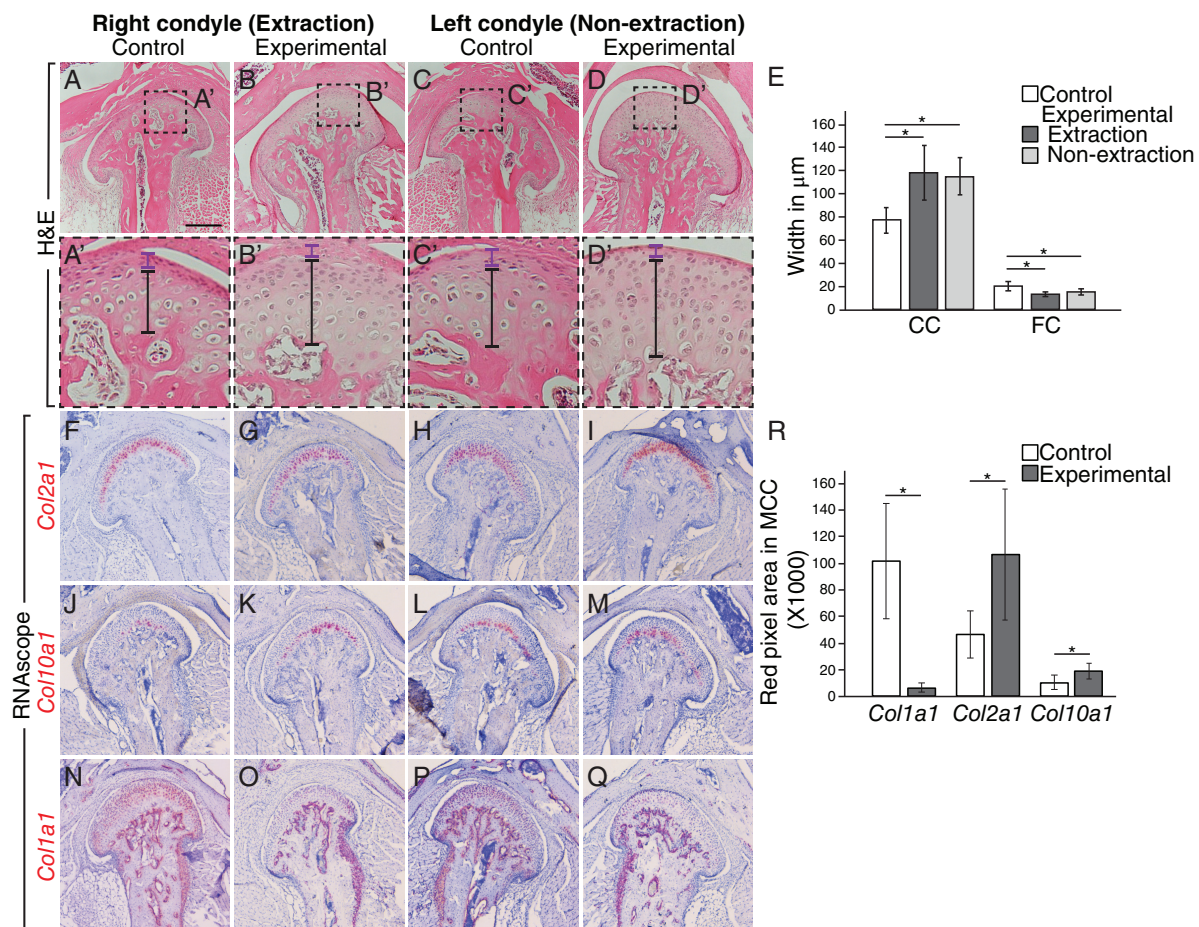 Right condyle (Extraction) Left condyle (Non-extraction)
Control Experimental Control Experimental
H&E
A A' B B' C C' D D'
A' B' C' D'
E
Control
Experimental
Extraction
Non-extraction
Width in μm
160
140
120
100
80
60
40
20
0
* * * *
CC FC
RNAscope
Col2a1
F G H I
Col10a1
J K L M
Col1a1
N O P Q
R
Control
Experimental
Red pixel area in MCC
(X1000)
160
140
120
100
80
60
40
20
0
* * *
Col1a1 Col2a1 Col10a1